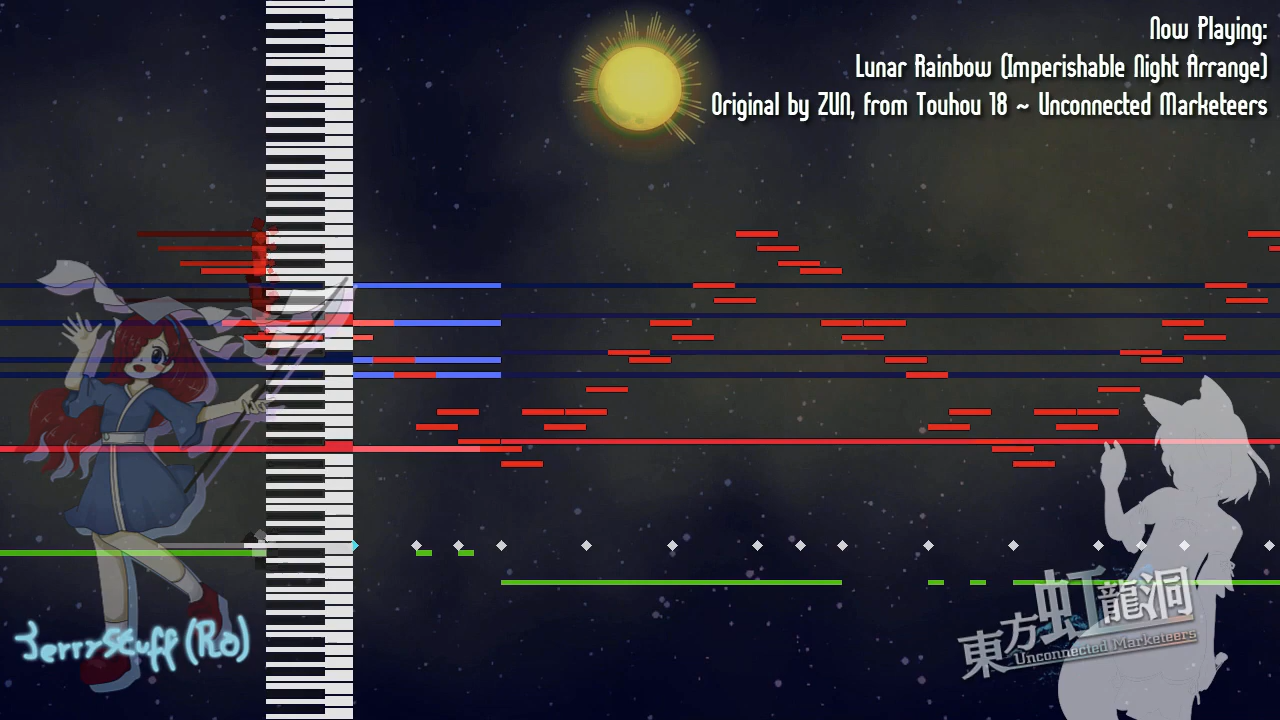 Now Playing:
Lunar Rainbow (Imperishable Night Arrange)
Original by ZUN, from Touhou 18 ~ Unconnected Marketeers
JerryStuff (Ro)
東方虹龍洞
Unconnected Marketeers